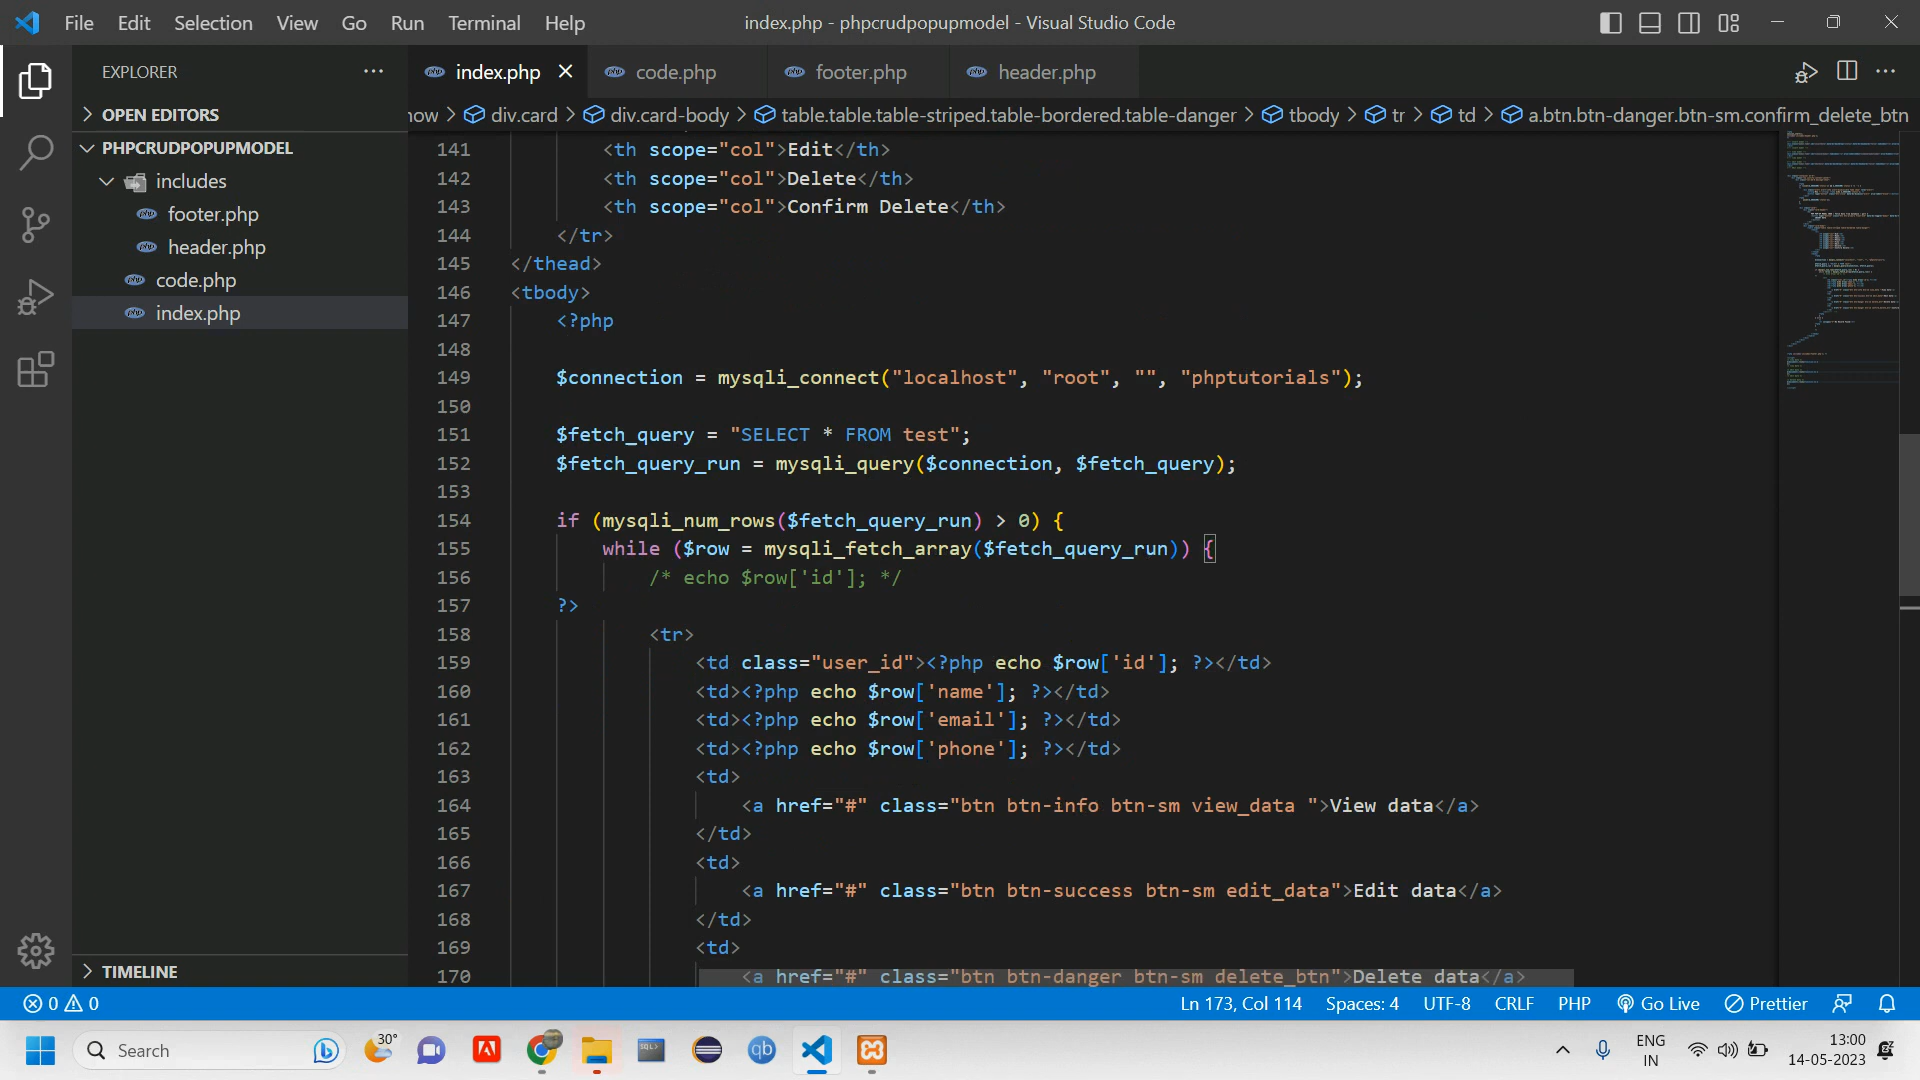 File Edit Selection View Go Run Terminal Help
index.php - phpcrudpopupmodel - Visual Studio Code
EXPLORER
index.php
code.php
footer.php
header.php
OPEN EDITORS
PHPCRUDPOPUPMODEL
includes
footer.php
header.php
code.php
index.php
TIMELINE
now > div.card > div.card-body > table.table.table-striped.table-bordered.table-danger > tbody > tr > td > a.btn.btn-danger.btn-sm.confirm_delete_btn
141 <th scope="col">Edit</th>
142 <th scope="col">Delete</th>
143 <th scope="col">Confirm Delete</th>
144 </tr>
145 </thead>
146 <tbody>
147 <?php
148
149 $connection = mysqli_connect("localhost", "root", "", "phptutorials");
150
151 $fetch_query = "SELECT * FROM test";
152 $fetch_query_run = mysqli_query($connection, $fetch_query);
153
154 if (mysqli_num_rows($fetch_query_run) > 0) {
155 while ($row = mysqli_fetch_array($fetch_query_run)) {
156 /* echo $row['id']; */
157 ?>
158 <tr>
159 <td class="user_id"><?php echo $row['id']; ?></td>
160 <td><?php echo $row['name']; ?></td>
161 <td><?php echo $row['email']; ?></td>
162 <td><?php echo $row['phone']; ?></td>
163 <td>
164 <a href="#" class="btn btn-info btn-sm view_data ">View data</a>
165 </td>
166 <td>
167 <a href="#" class="btn btn-success btn-sm edit_data">Edit data</a>
168 </td>
169 <td>
170 <a href="#" class="btn btn-danger btn-sm delete_btn">Delete data</a>
0 0
Ln 173, Col 114 Spaces: 4 UTF-8 CRLF PHP Go Live Prettier
Search
30°
SQL>
qb
ENG
IN
13:00
14-05-2023